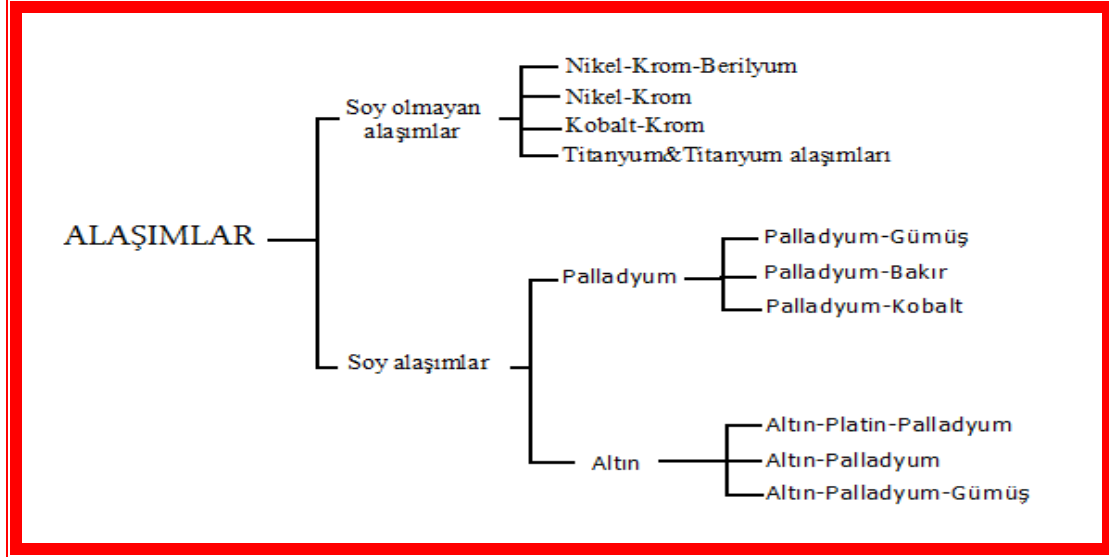 ALAŞIMLAR
Soy olmayan
alaşımlar
Nikel-Krom-Berilyum
Nikel-Krom
Kobalt-Krom
Titanyum&Titanyum alaşımları
Soy alaşımlar
Palladyum
Palladyum-Gümüş
Palladyum-Bakır
Palladyum-Kobalt
Altın
Altın-Platin-Palladyum
Altın-Palladyum
Altın-Palladyum-Gümüş